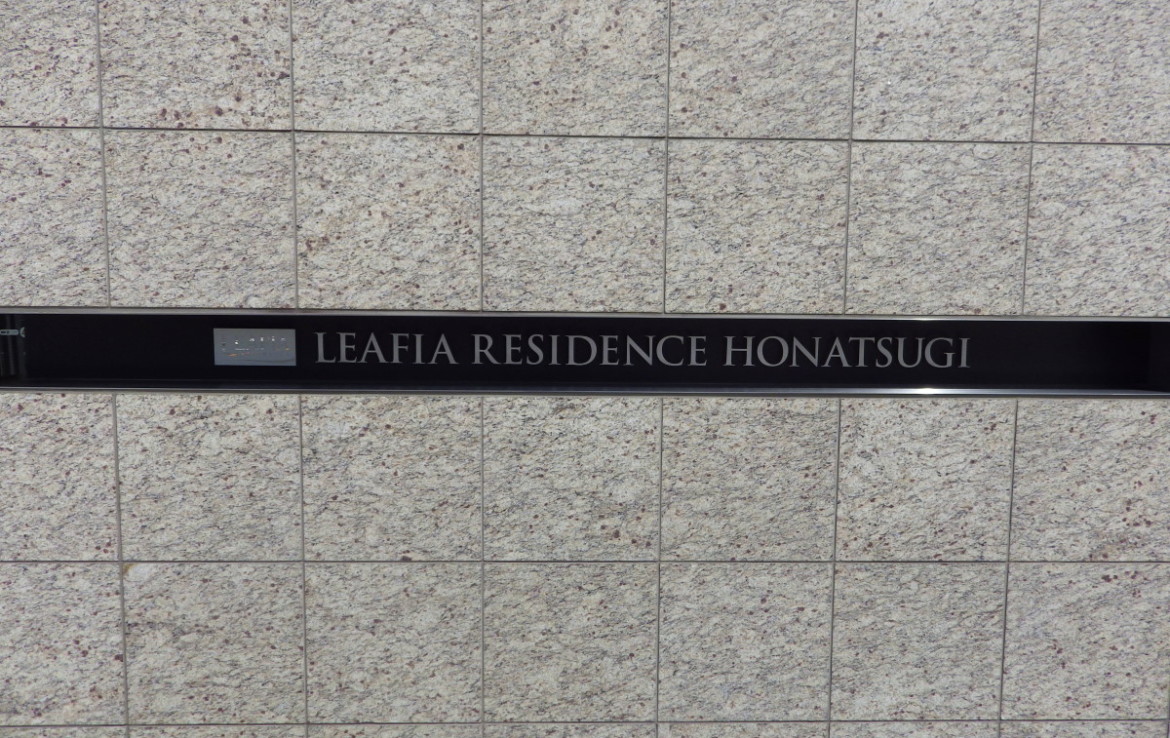 LEAFIA RESIDENCE HONATSUGI